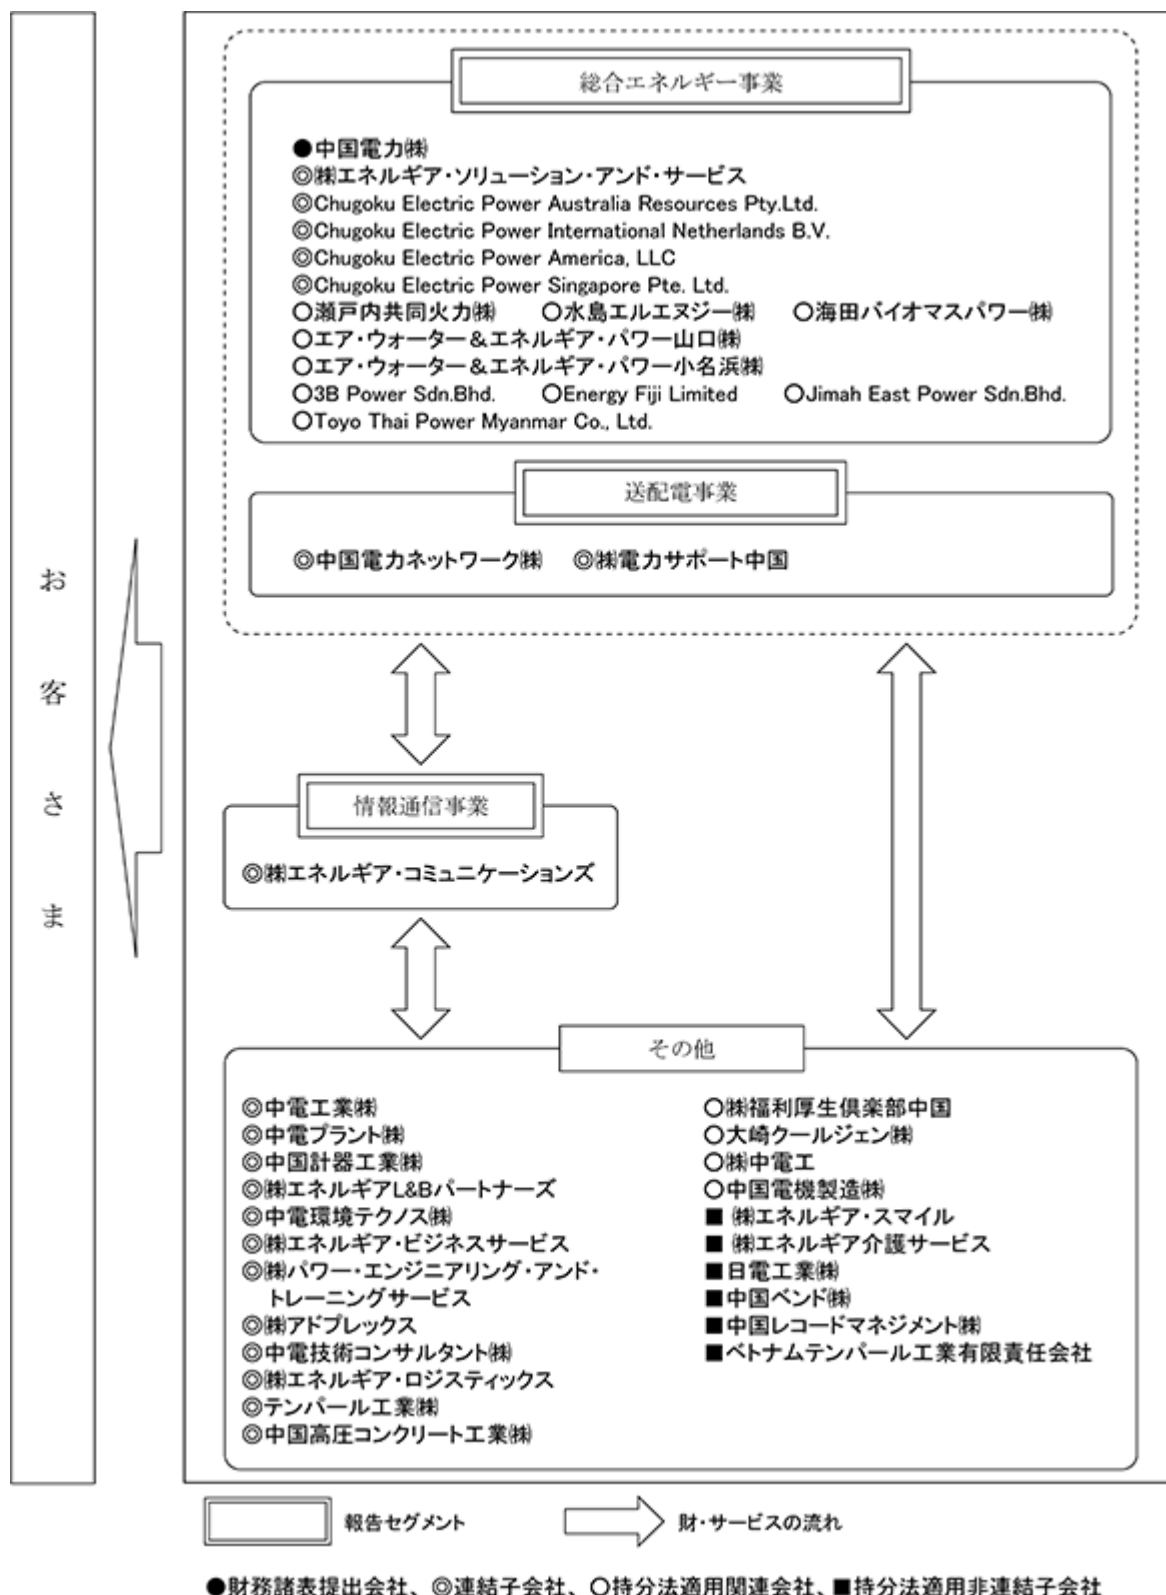 お客さま
総合エネルギー事業
●中国電力㈱
◎㈱エネルギア・ソリューション・アンド・サービス
◎Chugoku Electric Power Australia Resources Pty.Ltd.
◎Chugoku Electric Power International Netherlands B.V.
◎Chugoku Electric Power America, LLC
◎Chugoku Electric Power Singapore Pte. Ltd.
○瀬戸内共同火力㈱ ○水島エルエヌジー㈱ ○海田バイオマスパワー㈱
○エア・ウォーター＆エネルギア・パワー山口㈱
○エア・ウォーター＆エネルギア・パワー小名浜㈱
○3B Power Sdn.Bhd. ○Energy Fiji Limited ○Jimah East Power Sdn.Bhd.
○Toyo Thai Power Myanmar Co., Ltd.
送配電事業
◎中国電力ネットワーク㈱ ◎㈱電力サポート中国
情報通信事業
◎㈱エネルギア・コミュニケーションズ
その他
◎中電工業㈱
◎中電プラント㈱
◎中国計器工業㈱
◎㈱エネルギアL&Bパートナーズ
◎中電環境テクノス㈱
◎㈱エネルギア・ビジネスサービス
◎㈱パワー・エンジニアリング・アンド・
トレーニングサービス
◎㈱アドプレックス
◎中電技術コンサルタント㈱
◎㈱エネルギア・ロジスティックス
◎テンパール工業㈱
◎中国高圧コンクリート工業㈱
○㈱福利厚生倶楽部中国
○大崎クールジェン㈱
○㈱中電工
○中国電機製造㈱
■ ㈱エネルギア・スマイル
■ ㈱エネルギア介護サービス
■日電工業㈱
■中国ベンド㈱
■中国レコードマネジメント㈱
■ベトナムテンパール工業有限責任会社
報告セグメント 財・サービスの流れ
●財務諸表提出会社、◎連結子会社、○持分法適用関連会社、■持分法適用非連結子会社